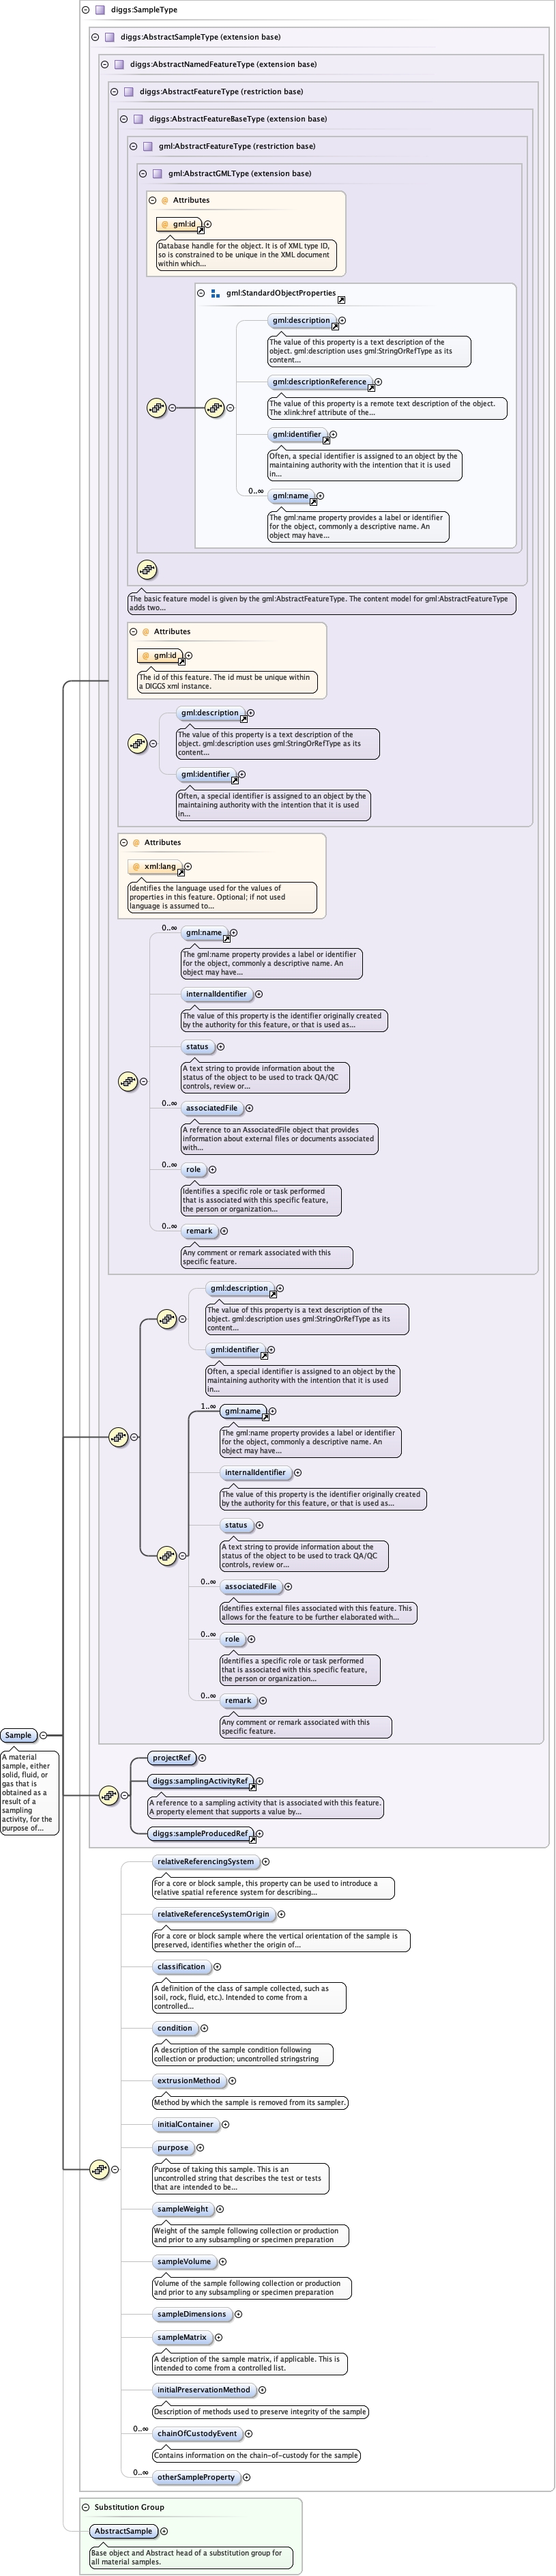 diggs:SampleType
diggs:AbstractSampleType (extension base)
diggs:AbstractNamedFeatureType (extension base)
diggs:AbstractFeatureType (restriction base)
diggs:AbstractFeatureBaseType (extension base)
gml:AbstractFeatureType (restriction base)
gml:AbstractGMLType (extension base)
@ Attributes
@ gml:id
Database handle for the object. It is of XML type ID,
so is constrained to be unique in the XML document
within which...
gml:StandardObjectProperties
gml:description
The value of this property is a text description of the
object. gml:description uses gml:StringOrRefType as its
content...
gml:descriptionReference
The value of this property is a remote text description of the object.
The xlink:href attribute of the...
gml:identifier
Often, a special identifier is assigned to an object by the
maintaining authority with the intention that it is used
in...
0..∞
gml:name
The gml:name property provides a label or identifier
for the object, commonly a descriptive name. An
object may have...
The basic feature model is given by the gml:AbstractFeatureType. The content model for gml:AbstractFeatureType
adds two...
@ Attributes
@ gml:id
The id of this feature. The id must be unique within
a DIGGS xml instance.
gml:description
The value of this property is a text description of the
object. gml:description uses gml:StringOrRefType as its
content...
gml:identifier
Often, a special identifier is assigned to an object by the
maintaining authority with the intention that it is used
in...
@ Attributes
@ xml:lang
Identifies the language used for the values of
properties in this feature. Optional; if not used
language is assumed to...
0..∞
gml:name
The gml:name property provides a label or identifier
for the object, commonly a descriptive name. An
object may have...
internalIdentifier
The value of this property is the identifier originally created
by the authority for this feature, or that is used as...
status
A text string to provide information about the
status of the object to be used to track QA/QC
controls, review or...
0..∞
associatedFile
A reference to an AssociatedFile object that provides
information about external files or documents associated
with...
0..∞
role
Identifies a specific role or task performed
that is associated with this specific feature,
the person or organization...
0..∞
remark
Any comment or remark associated with this
specific feature.
gml:description
The value of this property is a text description of the
object. gml:description uses gml:StringOrRefType as its
content...
gml:identifier
Often, a special identifier is assigned to an object by the
maintaining authority with the intention that it is used
in...
1..∞
gml:name
The gml:name property provides a label or identifier
for the object, commonly a descriptive name. An
object may have...
internalIdentifier
The value of this property is the identifier originally created
by the authority for this feature, or that is used as...
status
A text string to provide information about the
status of the object to be used to track QA/QC
controls, review or...
0..∞
associatedFile
Identifies external files associated with this feature. This
allows for the feature to be further elaborated with...
0..∞
role
Identifies a specific role or task performed
that is associated with this specific feature,
the person or organization...
0..∞
remark
Any comment or remark associated with this
specific feature.
Sample
A material
sample, either
solid, fluid, or
gas that is
obtained as a
result of a
sampling
activity, for the
purpose of...
projectRef
diggs:samplingActivityRef
A reference to a sampling activity that is associated with this feature.
A property element that supports a value by...
diggs:sampleProducedRef
relativeReferencingSystem
For a core or block sample, this property can be used to introduce a
relative spatial reference system for describing...
relativeReferenceSystemOrigin
For a core or block sample where the vertical orientation of the sample is
preserved, identifies whether the origin of...
classification
A definition of the class of sample collected, such as
soil, rock, fluid, etc.). Intended to come from a
controlled...
condition
A description of the sample condition following
collection or production; uncontrolled stringstring
extrusionMethod
Method by which the sample is removed from its sampler.
initialContainer
purpose
Purpose of taking this sample. This is an
uncontrolled string that describes the test or tests
that are intended to be...
sampleWeight
Weight of the sample following collection or production
and prior to any subsampling or specimen preparation
sampleVolume
Volume of the sample following collection or production
and prior to any subsampling or specimen preparation
sampleDimensions
sampleMatrix
A description of the sample matrix, if applicable. This is
intended to come from a controlled list.
initialPreservationMethod
Description of methods used to preserve integrity of the sample
0..∞
chainOfCustodyEvent
Contains information on the chain-of-custody for the sample
0..∞
otherSampleProperty
Substitution Group
AbstractSample
Base object and Abstract head of a substitution group for
all material samples.